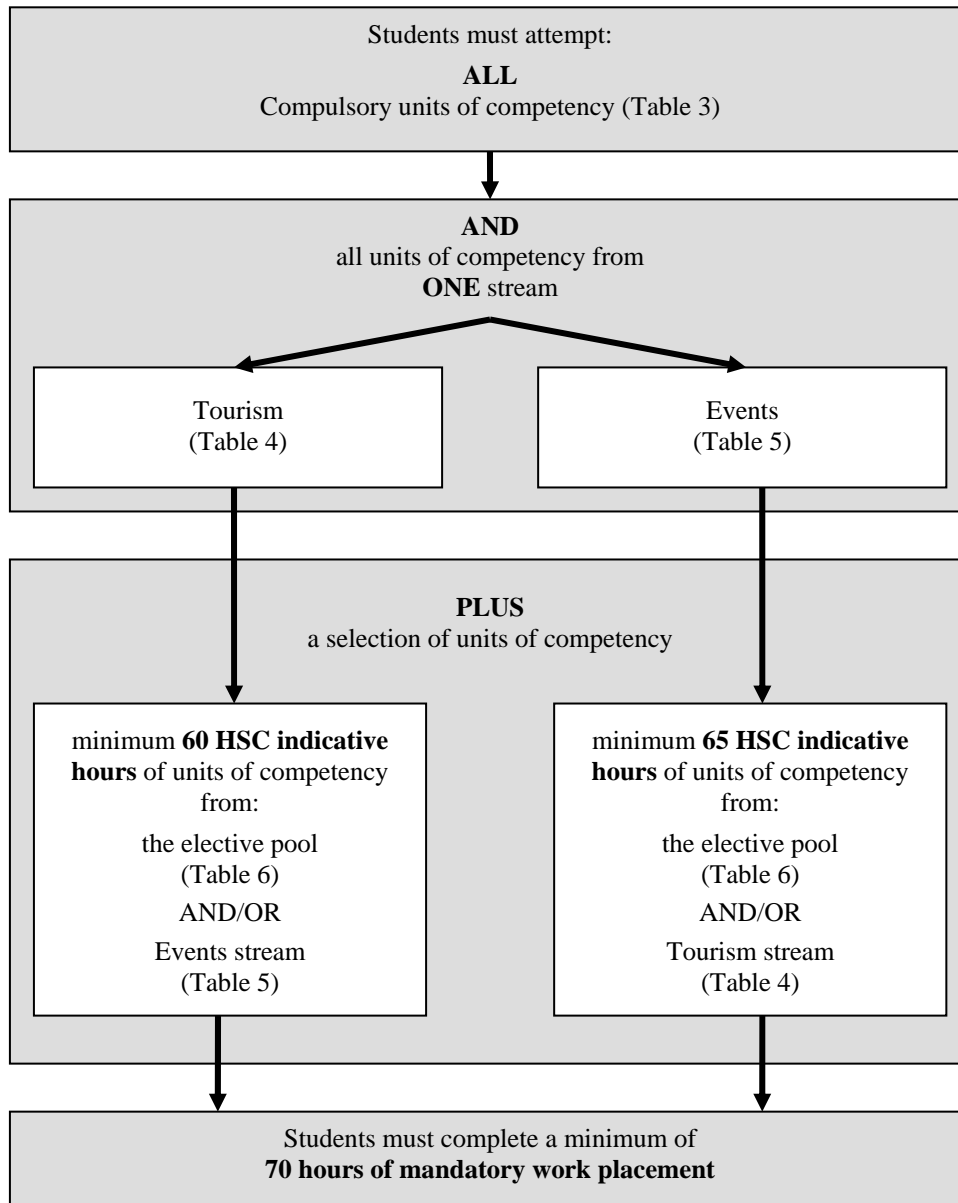 Students must attempt:
ALL
Compulsory units of competency (Table 3)
AND
all units of competency from
ONE stream
Tourism
(Table 4)
Events
(Table 5)
PLUS
a selection of units of competency
minimum 60 HSC indicative
hours of units of competency
from:
the elective pool
(Table 6)
AND/OR
Events stream
(Table 5)
minimum 65 HSC indicative
hours of units of competency
from:
the elective pool
(Table 6)
AND/OR
Tourism stream
(Table 4)
Students must complete a minimum of
70 hours of mandatory work placement